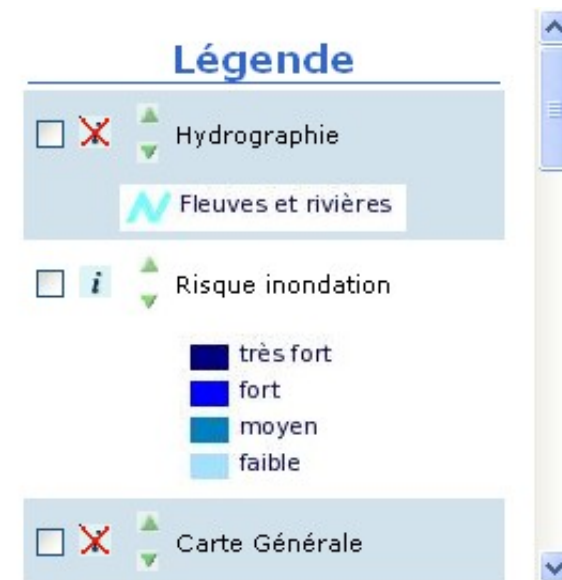 Légende
Hydrographie
Fleuves et rivières
i Risque inondation
très fort
fort
moyen
faible
Carte Générale